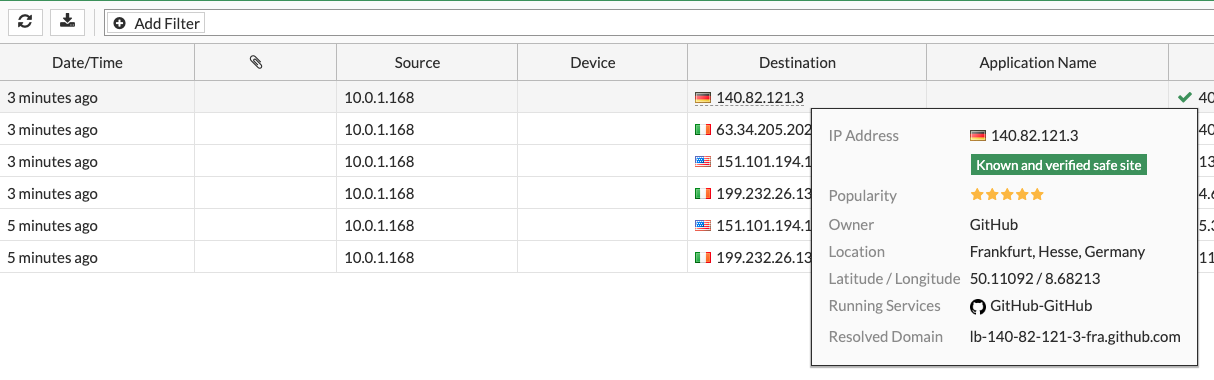 Add Filter
Date/Time Source Device Destination Application Name
3 minutes ago 10.0.1.168 140.82.121.3 40
3 minutes ago 10.0.1.168 63.34.205.202 40
3 minutes ago 10.0.1.168 151.101.194.1 13
3 minutes ago 10.0.1.168 199.232.26.13 4.6
5 minutes ago 10.0.1.168 151.101.194.1 5.3
5 minutes ago 10.0.1.168 199.232.26.13 11
IP Address 140.82.121.3
Known and verified safe site
Popularity
Owner GitHub
Location Frankfurt, Hesse, Germany
Latitude / Longitude 50.11092 / 8.68213
Running Services GitHub-GitHub
Resolved Domain lb-140-82-121-3-fra.github.com